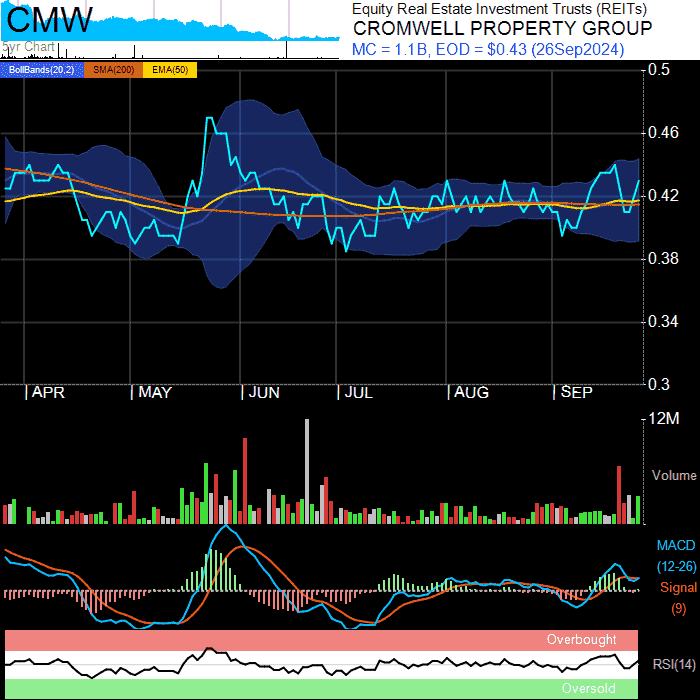 CMW
5yr Chart
Equity Real Estate Investment Trusts (REITs)
CROMWELL PROPERTY GROUP
MC = 1.1B, EOD = $0.43 (26Sep2024)
BollBands(20,2) SMA(200) EMA(50)
0.5
0.46
0.42
0.38
0.34
0.3
APR MAY JUN JUL AUG SEP
12M
Volume
MACD
(12-26)
Signal
(9)
Overbought
RSI(14)
Oversold